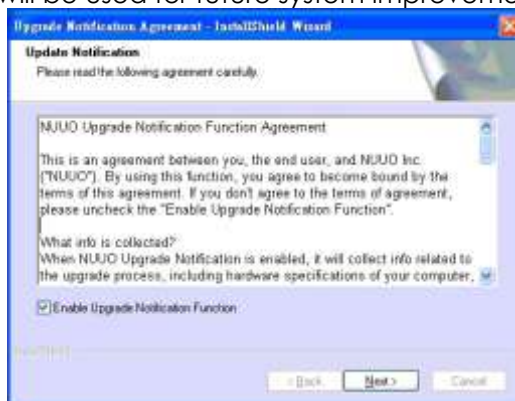 will be used for future system improveme
Upgrade Notification Agreement - InstallShield Wizard
Update Notification
Please read the following agreement carefully.
NUUO Upgrade Notification Function Agreement
This is an agreement between you, the end user, and NUUO Inc.
("NUUO"). By using this function, you agree to become bound by the
terms of this agreement. If you don't agree to the terms of agreement,
please uncheck the "Enable Upgrade Notification Function".
What info is collected?
When NUUO Upgrade Notification is enabled, it will collect info related to
the upgrade process, including hardware specifications of your computer,
Enable Upgrade Notification Function
InstallShield
< Back
Next >
Cancel